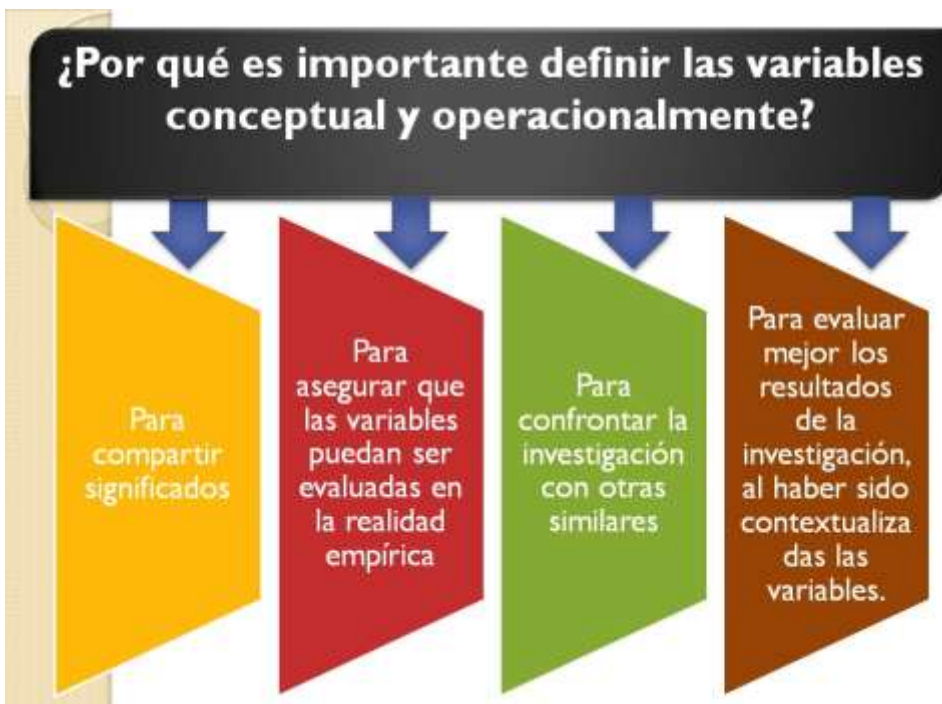 ¿Por qué es importante definir las variables
conceptual y operacionalmente?
Para
compartir
significados
Para
asegurar que
las variables
puedan ser
evaluadas en
la realidad
empírica
Para
confrontar la
investigación
con otras
similares
Para evaluar
mejor los
resultados
de la
investigación,
al haber sido
contextualiza
das las
variables.